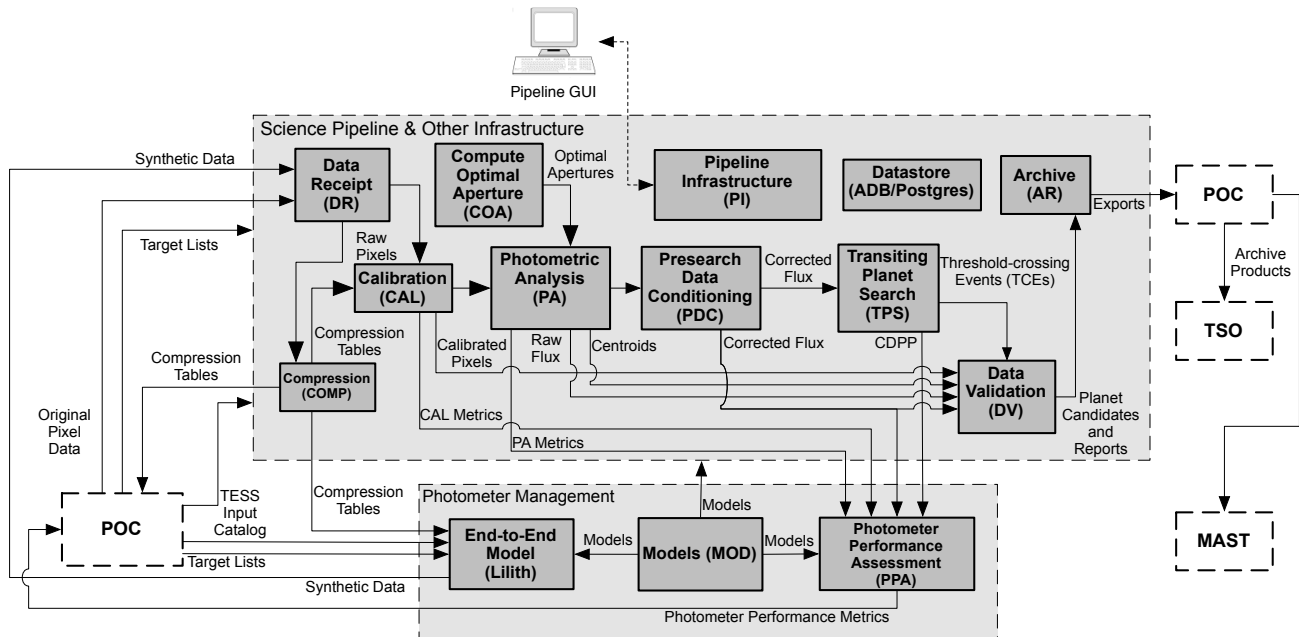 Pipeline GUI
Science Pipeline & Other Infrastructure
Synthetic Data
Data
Receipt
(DR)
Compute
Optimal
Aperture
(COA)
Optimal
Apertures
Pipeline
Infrastructure
(PI)
Datastore
(ADB/Postgres)
Archive
(AR)
Exports
POC
Target Lists
Raw
Pixels
Calibration
(CAL)
Photometric
Analysis
(PA)
Presearch
Data
Conditioning
(PDC)
Corrected
Flux
Transiting
Planet
Search
(TPS)
Threshold-crossing
Events (TCEs)
Archive
Products
TSO
Compression
Tables
Compression
Tables
Calibrated
Pixels
Raw
Flux
Centroids
Corrected Flux
CDPP
Compression
(COMP)
Data
Validation
(DV)
Original
Pixel
Data
CAL Metrics
PA Metrics
Planet
Candidates
and
Reports
Compression
Tables
Photometer Management
Models
POC
TESS
Input
Catalog
Target Lists
End-to-End
Model
(Lilith)
Models
Models (MOD)
Models
Photometer
Performance
Assessment
(PPA)
MAST
Synthetic Data
Photometer Performance Metrics